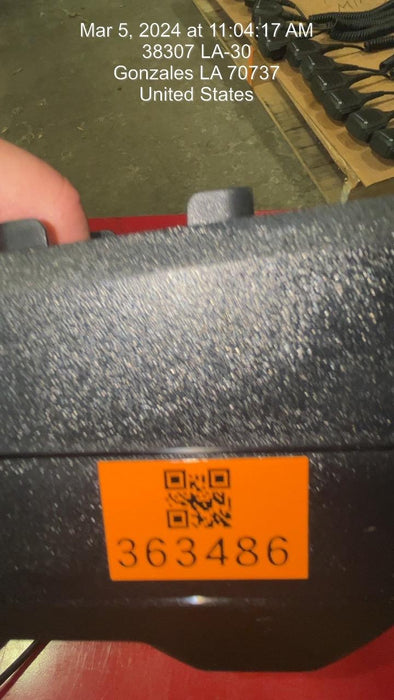 Mar 5, 2024 at 11:04:17 AM
38307 LA-30
Gonzales LA 70737
United States
363486